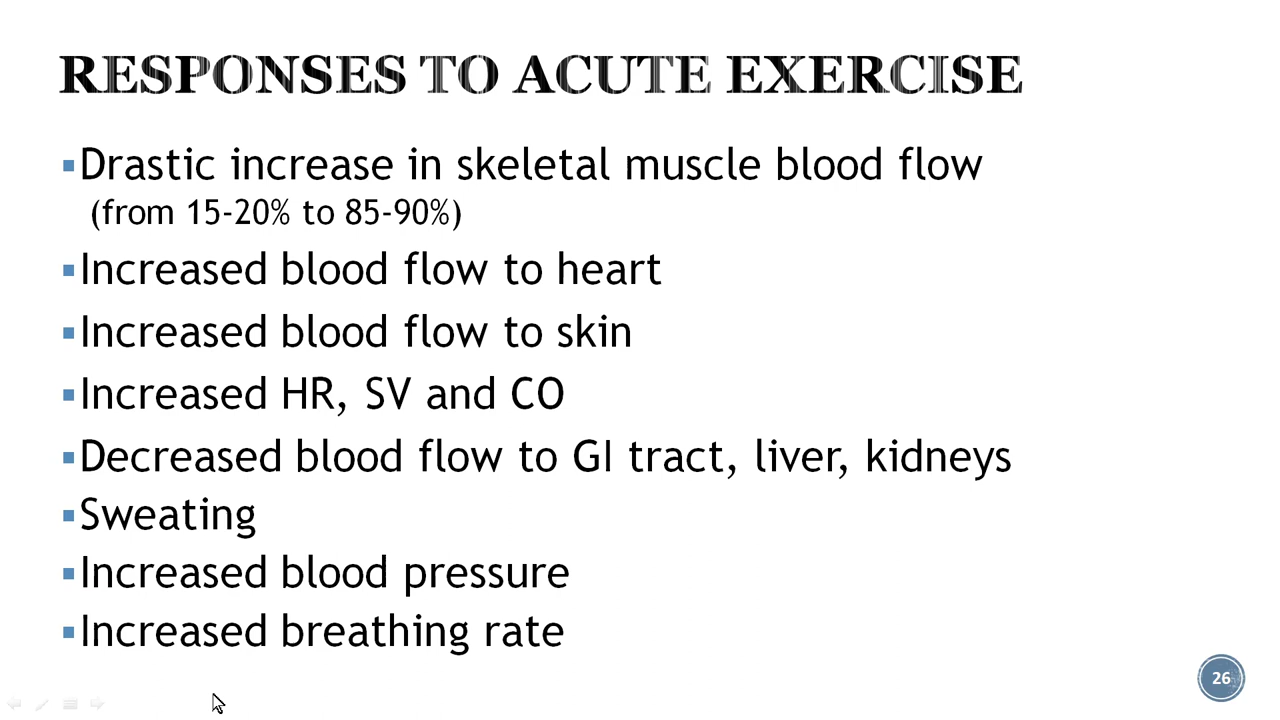 RESPONSES TO ACUTE EXERCISE
▪Drastic increase in skeletal muscle blood flow
(from 15-20% to 85-90%)
▪Increased blood flow to heart
▪Increased blood flow to skin
▪Increased HR, SV and CO
▪Decreased blood flow to GI tract, liver, kidneys
▪Sweating
▪Increased blood pressure
▪Increased breathing rate
26